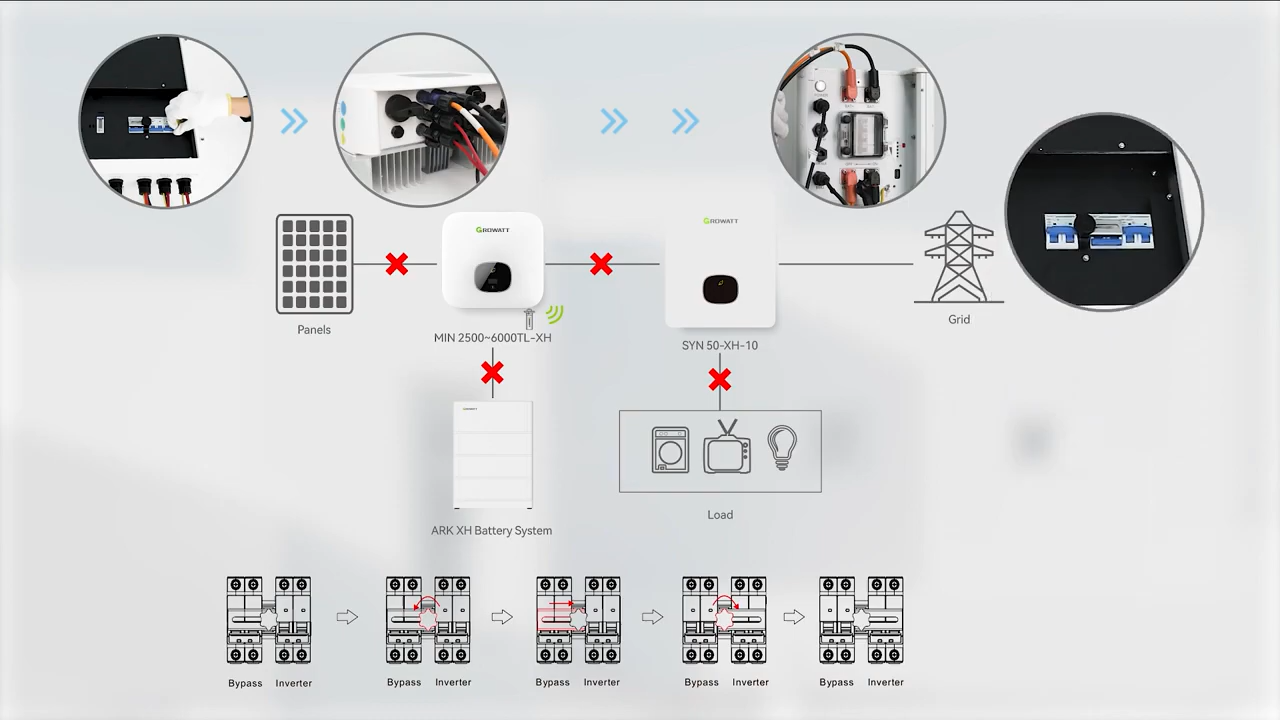 GROWATT
GROWATT
Panels
MIN 2500~6000TL-XH
SYN 50-XH-10
Grid
GROWATT
ARK XH Battery System
Load
Bypass Inverter
Bypass Inverter
Bypass Inverter
Bypass Inverter
Bypass Inverter